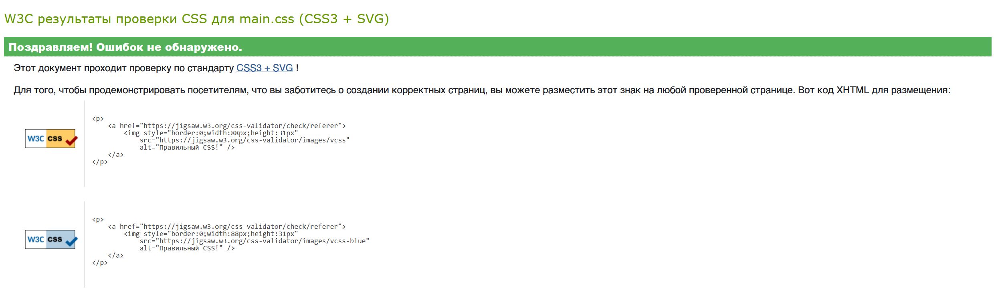 W3C результаты проверки CSS для main.css (CSS3 + SVG)
Поздравляем! Ошибок не обнаружено.
Этот документ проходит проверку по стандарту CSS3 + SVG !
Для того, чтобы продемонстрировать посетителям, что вы заботитесь о создании корректных страниц, вы можете разместить этот знак на любой проверенной странице. Вот код XHTML для размещения:
W3C CSS
<p>
    <a href="https://jigsaw.w3.org/css-validator/check/referer">
        <img style="border:0;width:88px;height:31px"
            src="https://jigsaw.w3.org/css-validator/images/vcss"
            alt="Правильный CSS!" />
    </a>
</p>
W3C CSS
<p>
    <a href="https://jigsaw.w3.org/css-validator/check/referer">
        <img style="border:0;width:88px;height:31px"
            src="https://jigsaw.w3.org/css-validator/images/vcss-blue"
            alt="Правильный CSS!" />
    </a>
</p>